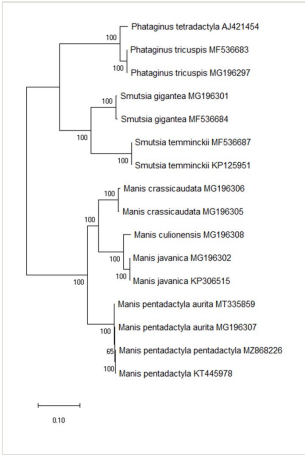 Phataginus tetradactyla AJ421454
100
Phataginus tricuspis MF536683
100
Phataginus tricuspis MG196297
Smutsia gigantea MG196301
100
Smutsia gigantea MF536684
100
100
Smutsia temminckii MF536687
Smutsia temminckii KP125951
100
Manis crassicaudata MG196306
100
Manis crassicaudata MG196305
100
Manis culionensis MG196308
100
Manis javanica MG196302
100
Manis javanica KP306515
100
Manis pentadactyla aurita MT335859
100
Manis pentadactyla aurita MG196307
65
Manis pentadactyla pentadactyla MZ868226
100
Manis pentadactyla KT445978
0.10